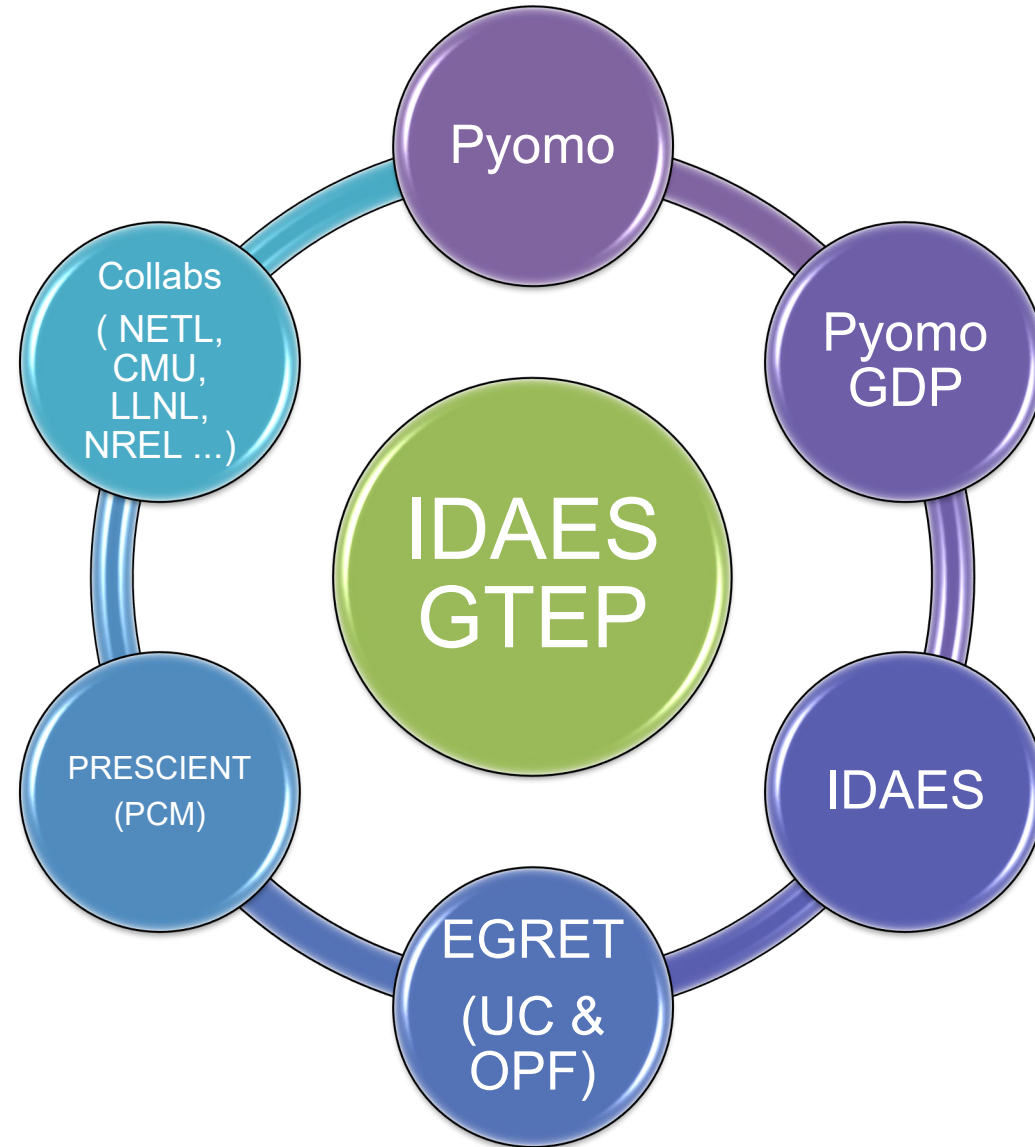 Pyomo
Pyomo
GDP
IDAES
EGRET
(UC &
OPF)
PRESCIENT
(PCM)
Collabs
( NETL,
CMU,
LLNL,
NREL ...)
IDAES
GTEP